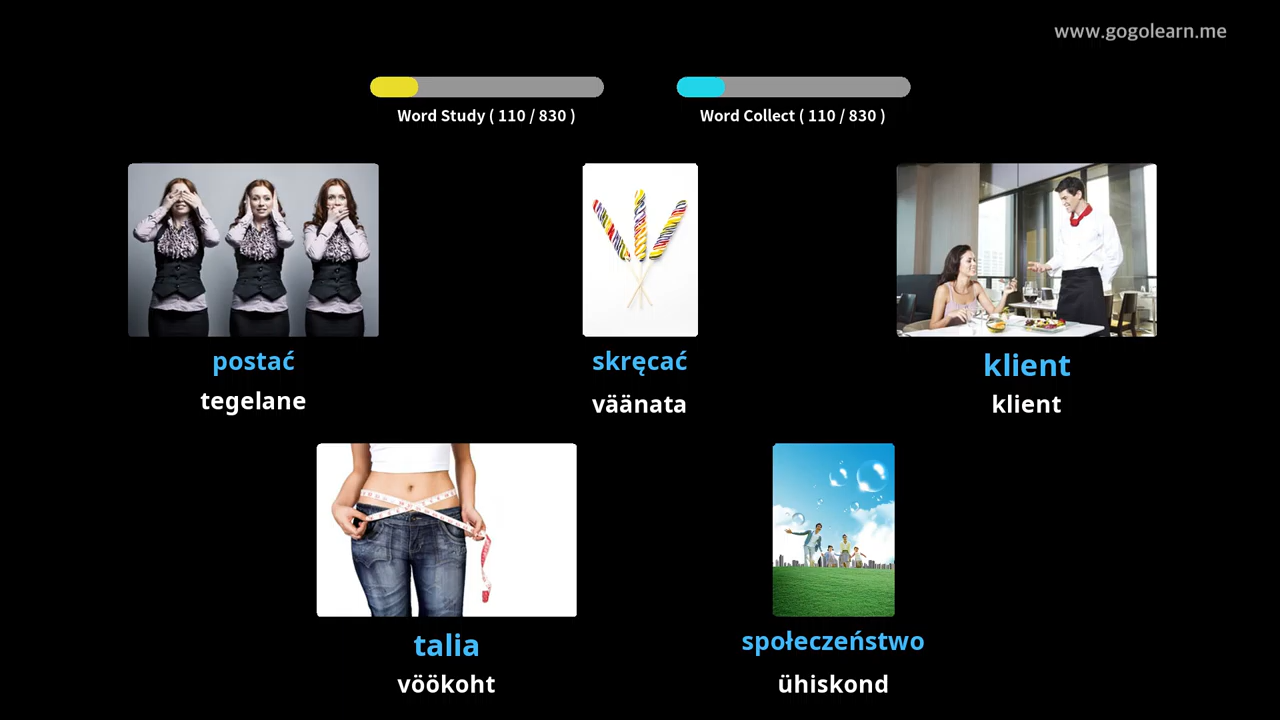 www.gogolearn.me
Word Study ( 110 / 830 )
Word Collect ( 110 / 830 )
postać
tegelane
skręcać
väänata
klient
klient
talia
vöökoht
społeczeństwo
ühiskond